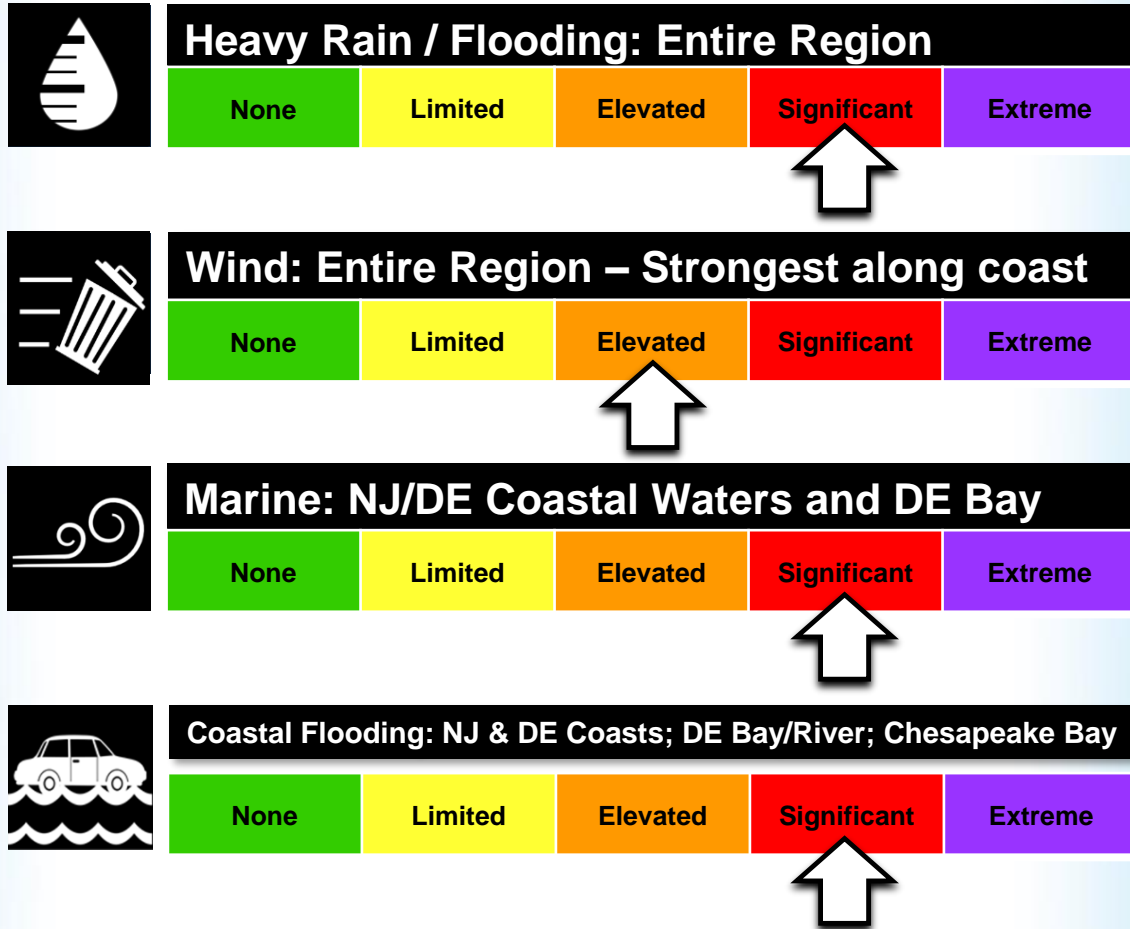 Heavy Rain / Flooding: Entire Region
None Limited Elevated Significant Extreme
Wind: Entire Region – Strongest along coast
None Limited Elevated Significant Extreme
Marine: NJ/DE Coastal Waters and DE Bay
None Limited Elevated Significant Extreme
Coastal Flooding: NJ & DE Coasts; DE Bay/River; Chesapeake Bay
None Limited Elevated Significant Extreme